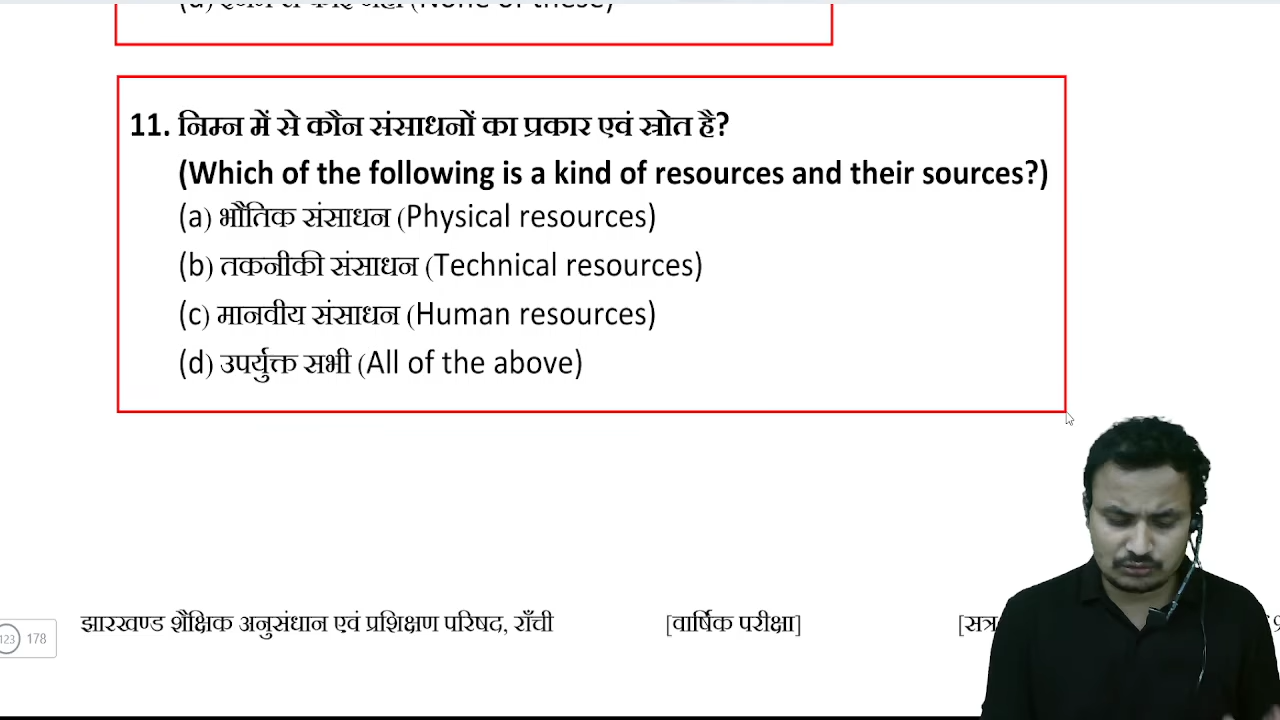 11. निम्न में से कौन संसाधनों का प्रकार एवं स्रोत है?
(Which of the following is a kind of resources and their sources?)
(a) भौतिक संसाधन (Physical resources)
(b) तकनीकी संसाधन (Technical resources)
(c) मानवीय संसाधन (Human resources)
(d) उपर्युक्त सभी (All of the above)
झारखण्ड शैक्षिक अनुसंधान एवं प्रशिक्षण परिषद, राँची [वार्षिक परीक्षा] [सत्र
123 178